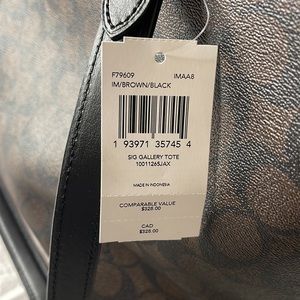 F79609 IMAA8
IM/BROWN/BLACK
1 93971 35745 4
SIG GALLERY TOTE
10011265JAX
MADE IN INDONESIA
COMPARABLE VALUE
$328.00
CAD
$328.00